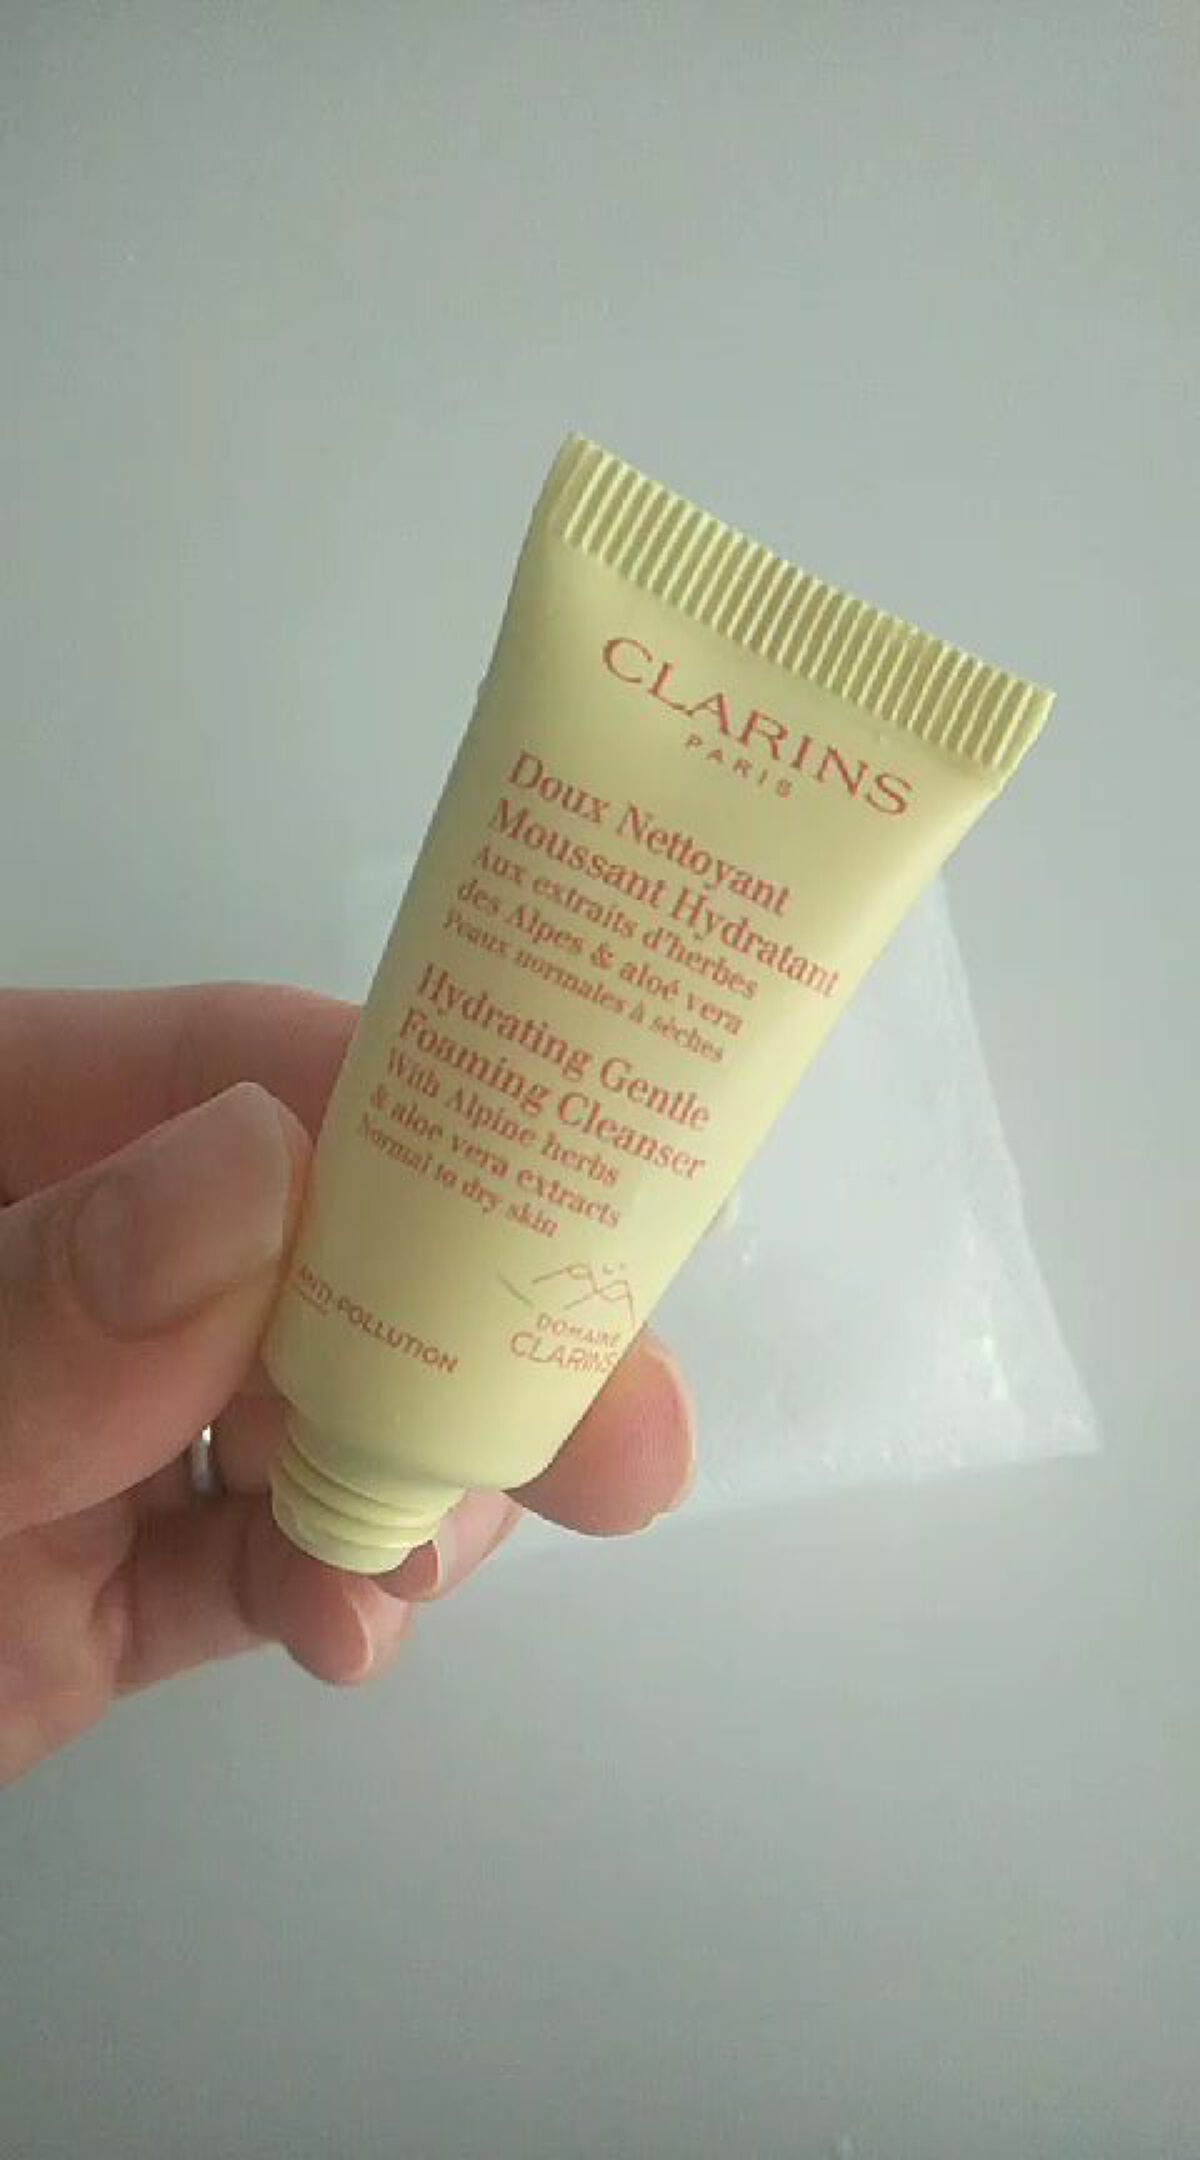 CLARINS
PARIS
Doux Nettoyant
Moussant Hydratant
Aux extraits d'herbes
des Alpes & aloé vera
Peaux normales à sèches
Hydrating Gentle
Foaming Cleanser
With Alpine herbs
& aloe vera extracts
Normal to dry skin
ANTI-POLLUTION
DOMAINE
CLARINS